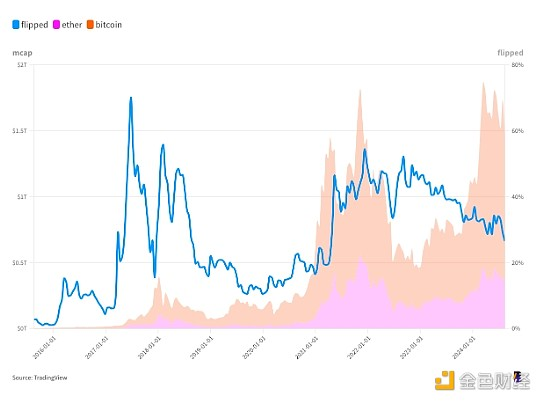 flipped ether bitcoin
mcap flipped
$2T 80%
$1.5T 60%
$1T 40%
$0.5T 20%
$0T 0%
2016-01-01 2017-01-01 2018-01-01 2019-01-01 2020-01-01 2021-01-01 2022-01-01 2023-01-01 2024-01-01
Source: TradingView
金色财经